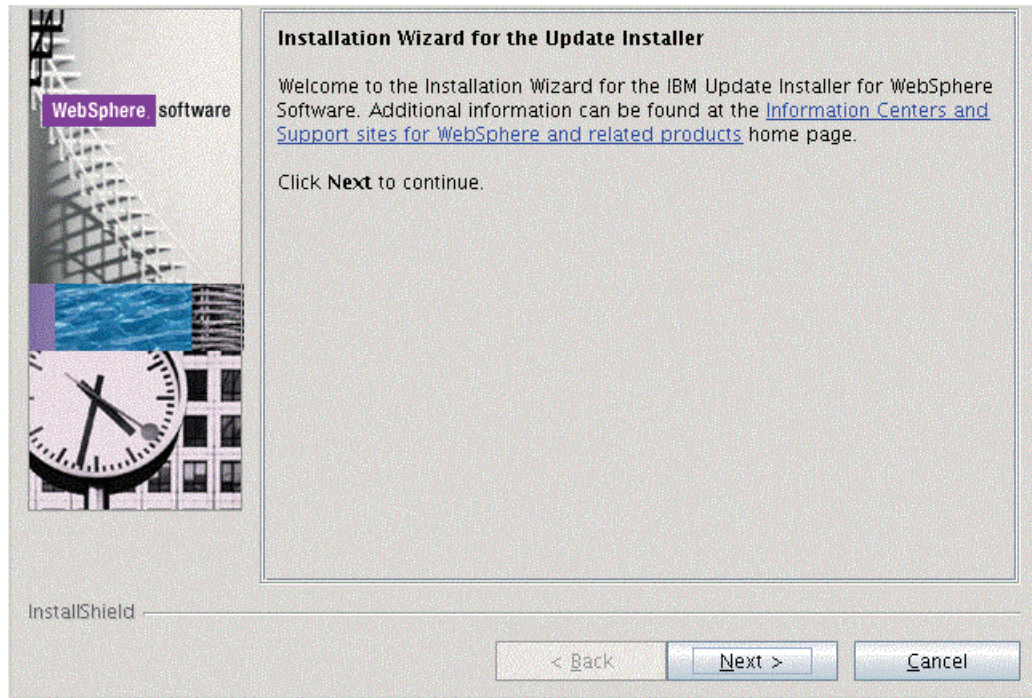 WebSphere. software
Installation Wizard for the Update Installer
Welcome to the Installation Wizard for the IBM Update Installer for WebSphere
Software. Additional information can be found at the Information Centers and
Support sites for WebSphere and related products home page.
Click Next to continue.
InstallShield
< Back
Next >
Cancel